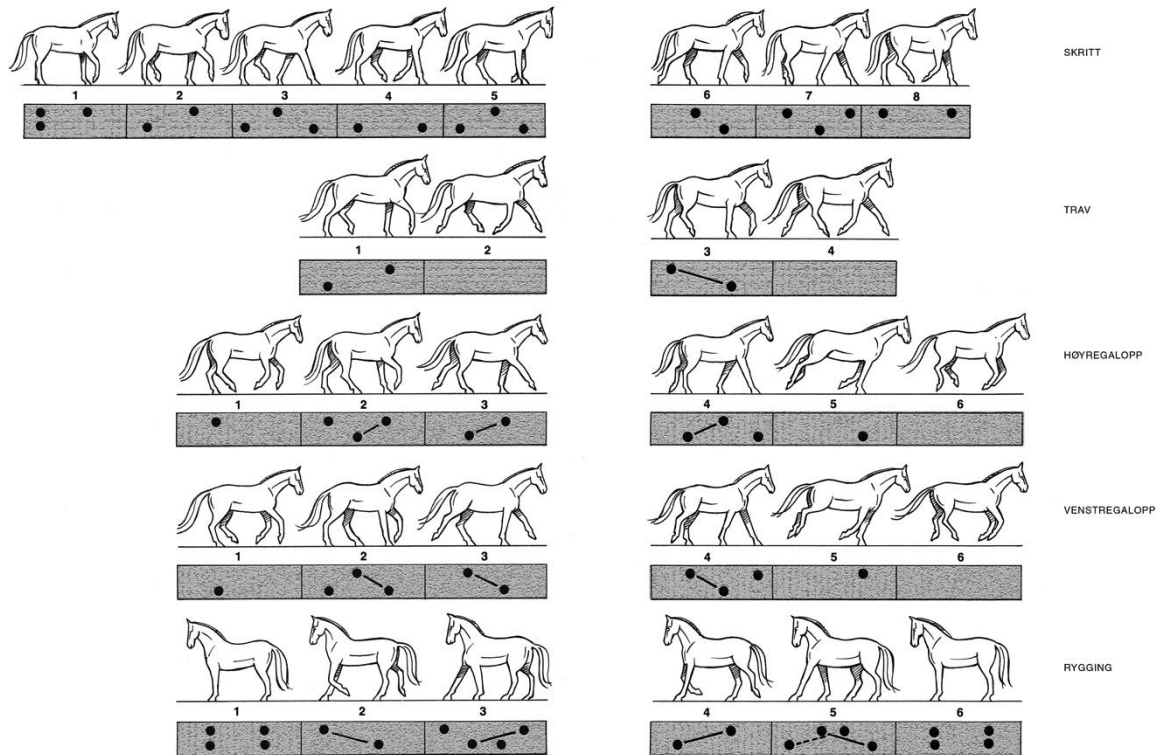 SKRITT
1 2 3 4 5 6 7 8
TRAV
1 2 3 4
HØYREGALOPP
1 2 3 4 5 6
VENSTREGALOPP
1 2 3 4 5 6
RYGGING
1 2 3 4 5 6